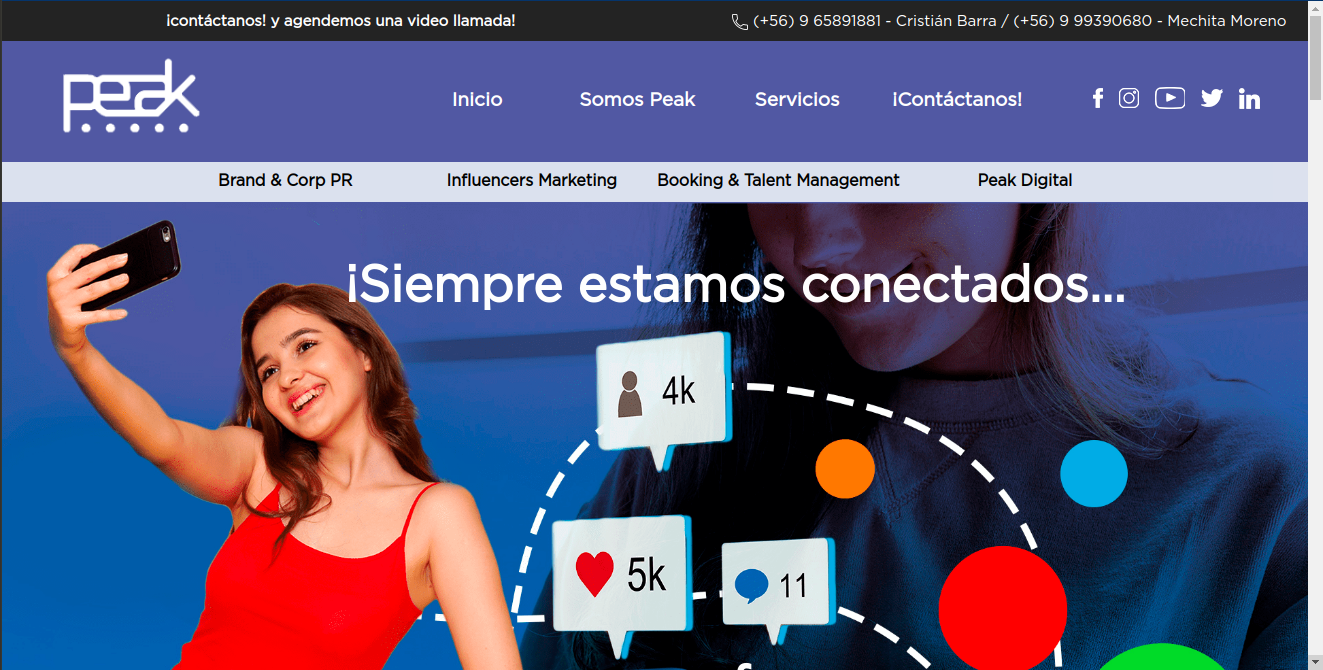 ¡contáctanos! y agendemos una video llamada!
(+56) 9 65891881 - Cristián Barra / (+56) 9 99390680 - Mechita Moreno
peak
Inicio
Somos Peak
Servicios
¡Contáctanos!
Brand & Corp PR
Influencers Marketing
Booking & Talent Management
Peak Digital
¡Siempre estamos conectados...
4k
5k
11